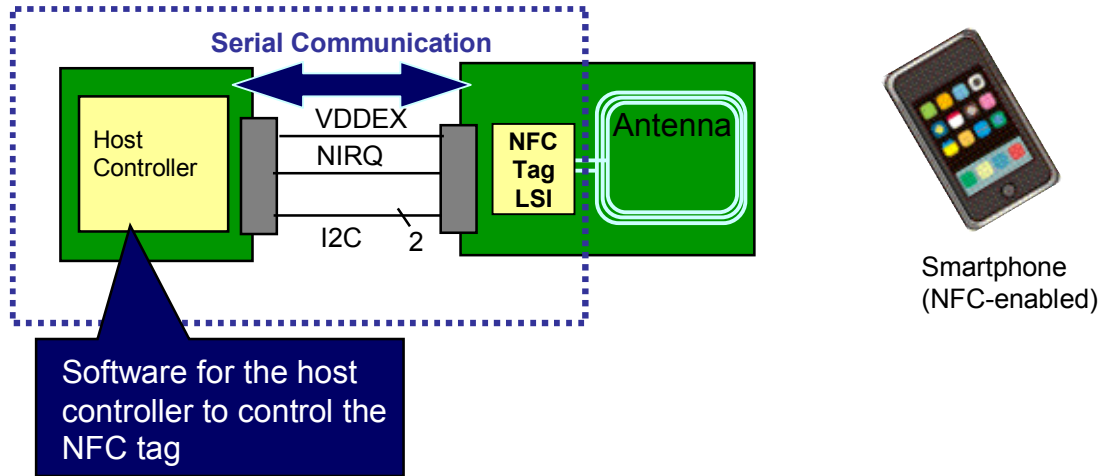 Serial Communication
Host
Controller
VDDEX
NIRQ
I2C
2
NFC
Tag
LSI
Antenna
Smartphone
(NFC-enabled)
Software for the host
controller to control the
NFC tag